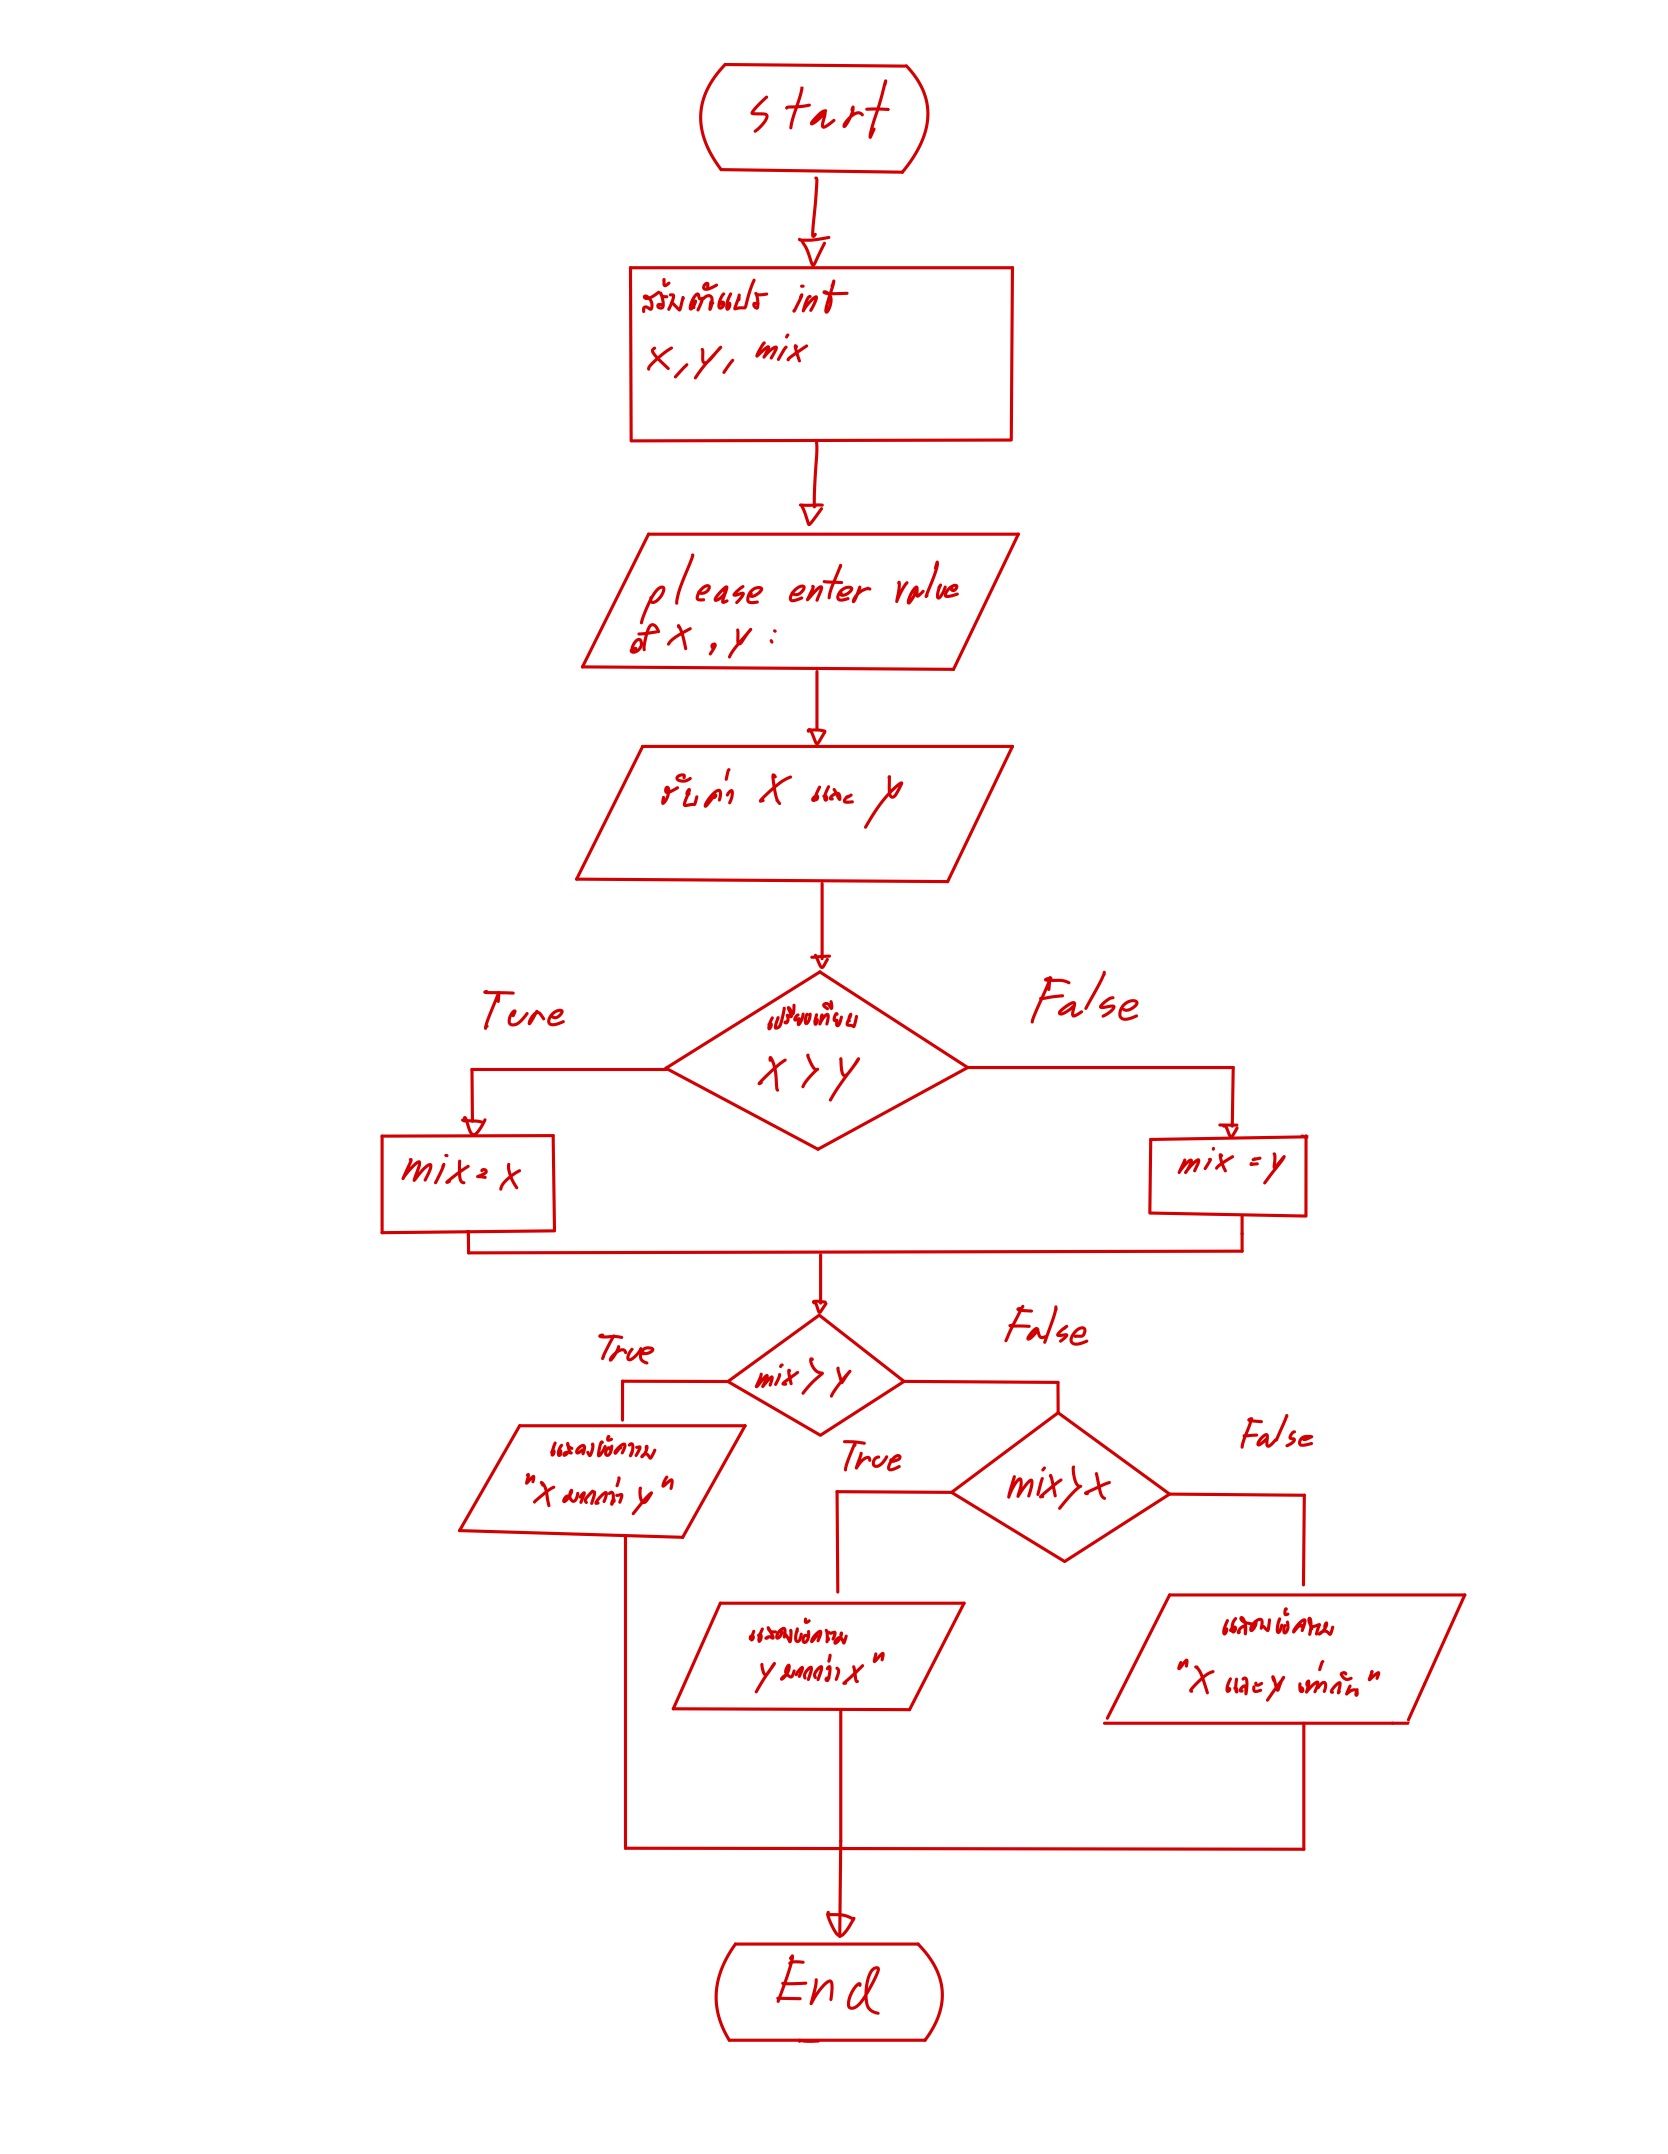 start
สร้างตัวแปร int
x, y, mix
please enter value
of x , y :
รับค่า X และ y
Ture
False
เปรียบเทียบ
X > y
mix = x
mix = y
True
False
mix > y
แสดงข้อความ
"X มากกว่า y"
True
False
mix > x
แสดงข้อความ
y มากกว่า x "
แสดงข้อความ
"X และ y เท่ากัน"
End